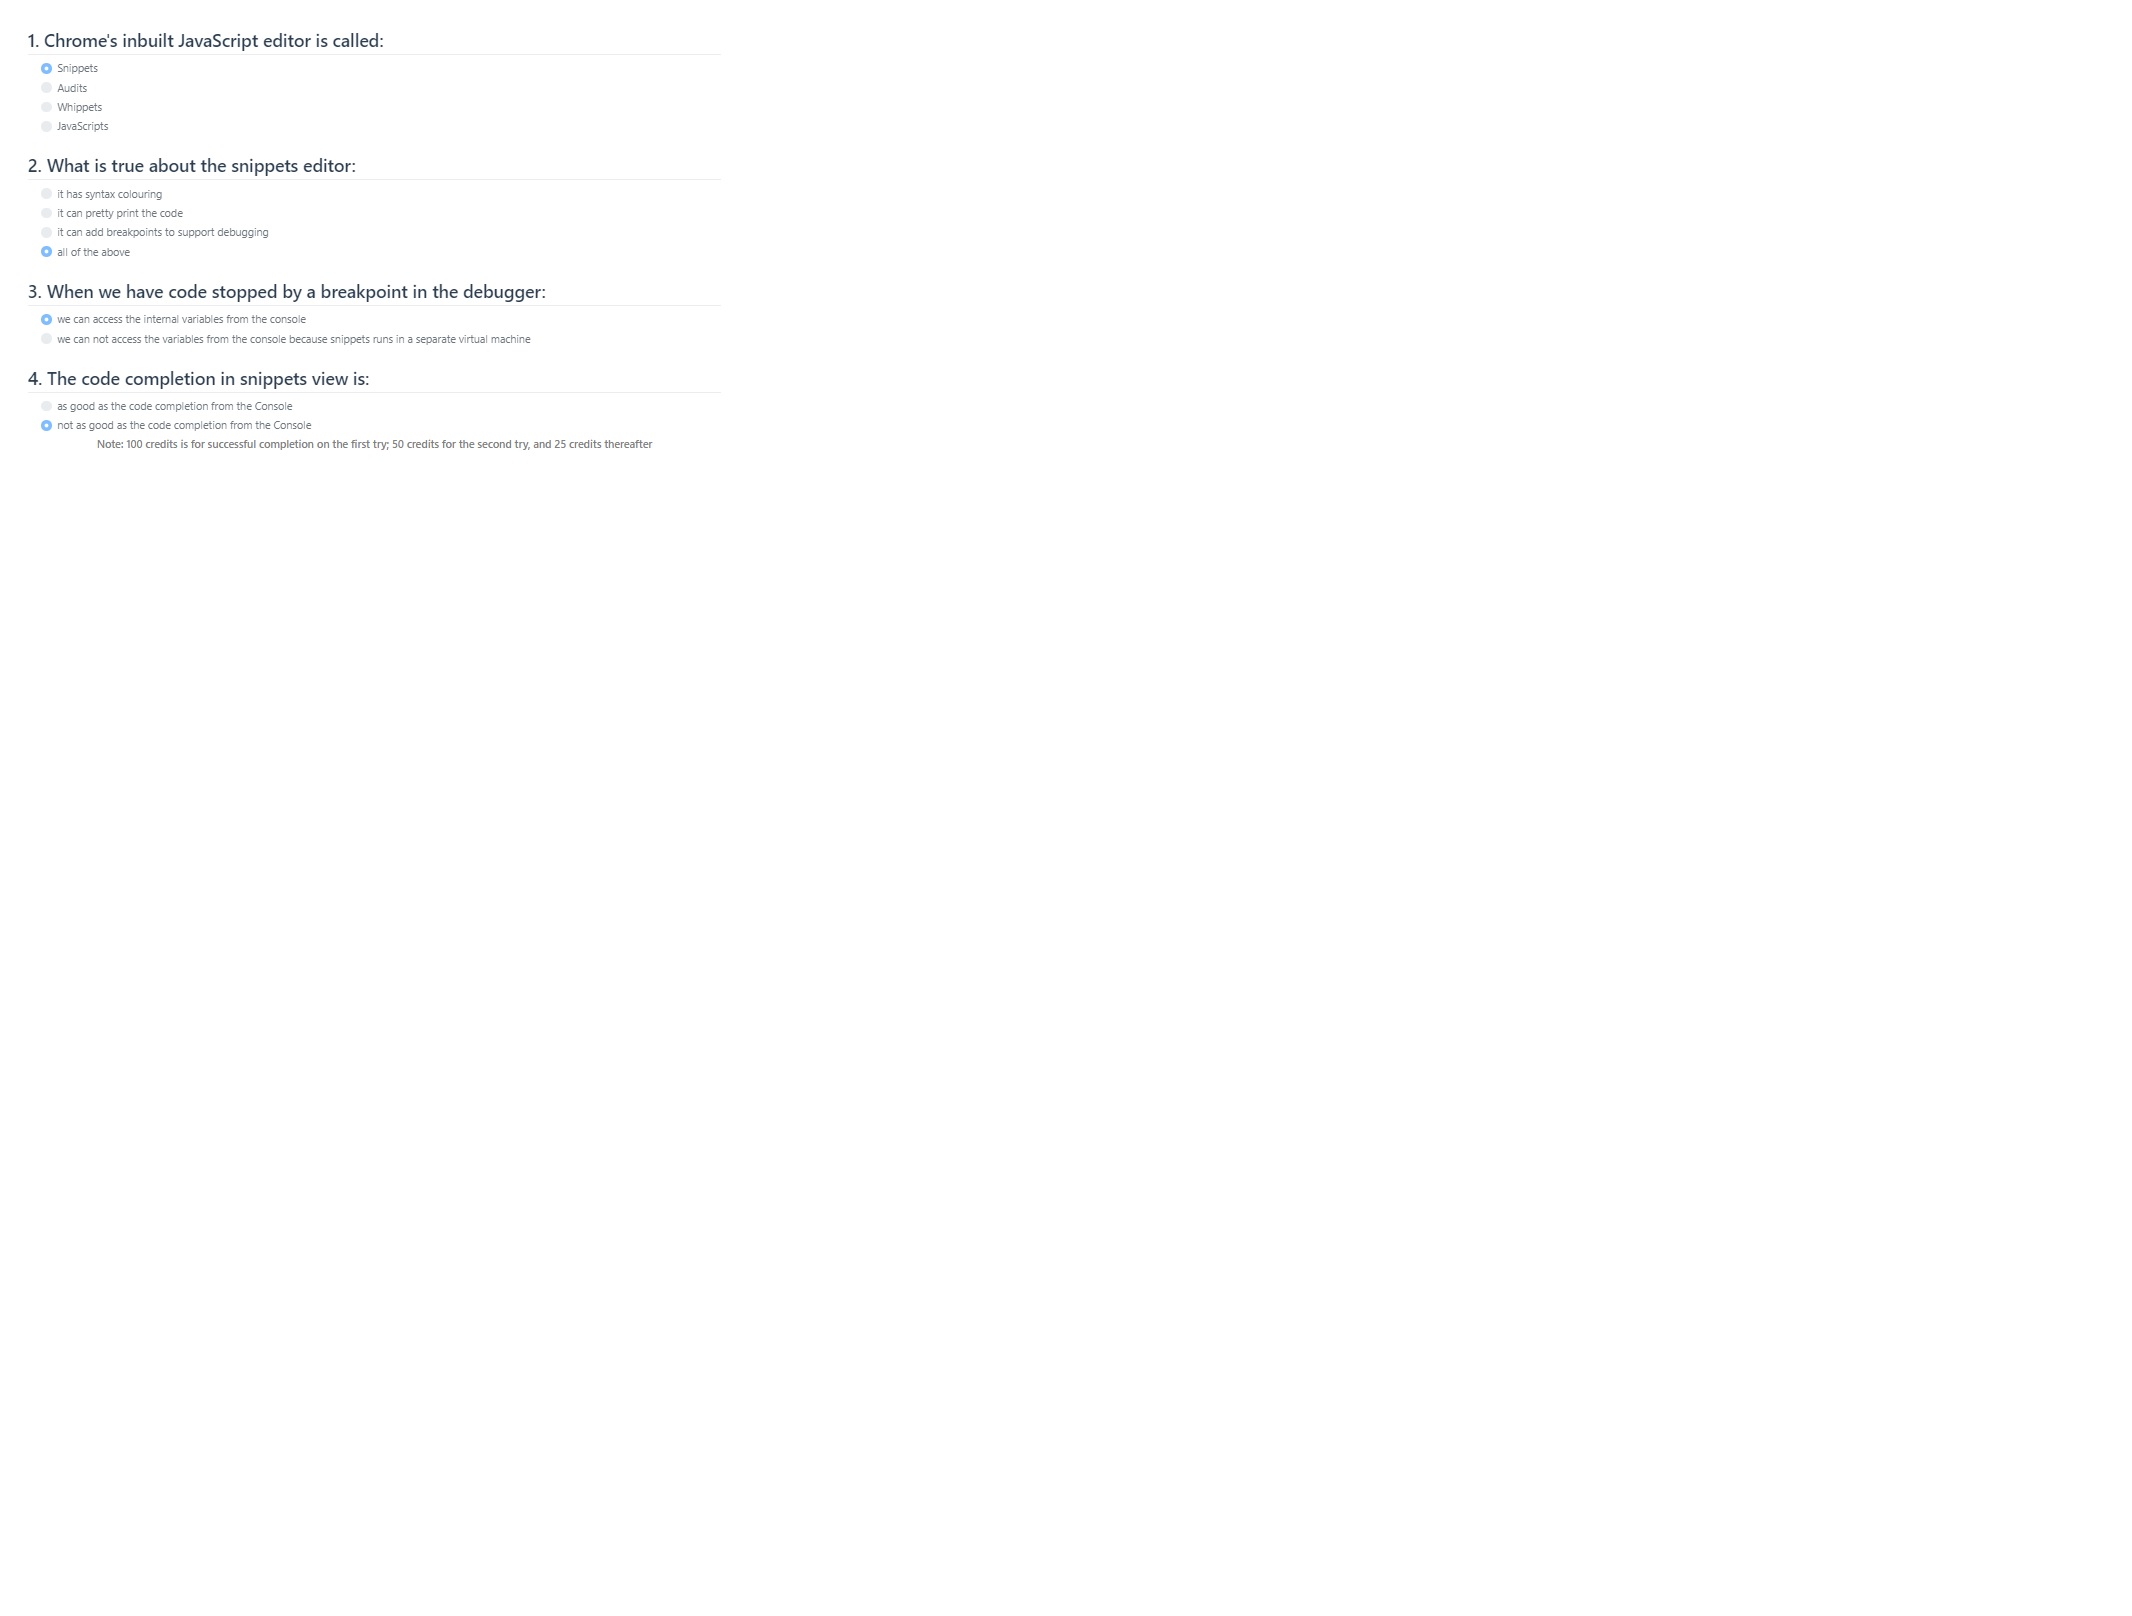 1. Chrome's inbuilt JavaScript editor is called:
Snippets
Audits
Whippets
JavaScripts
2. What is true about the snippets editor:
it has syntax colouring
it can pretty print the code
it can add breakpoints to support debugging
all of the above
3. When we have code stopped by a breakpoint in the debugger:
we can access the internal variables from the console
we can not access the variables from the console because snippets runs in a separate virtual machine
4. The code completion in snippets view is:
as good as the code completion from the Console
not as good as the code completion from the Console
Note: 100 credits is for successful completion on the first try; 50 credits for the second try, and 25 credits thereafter